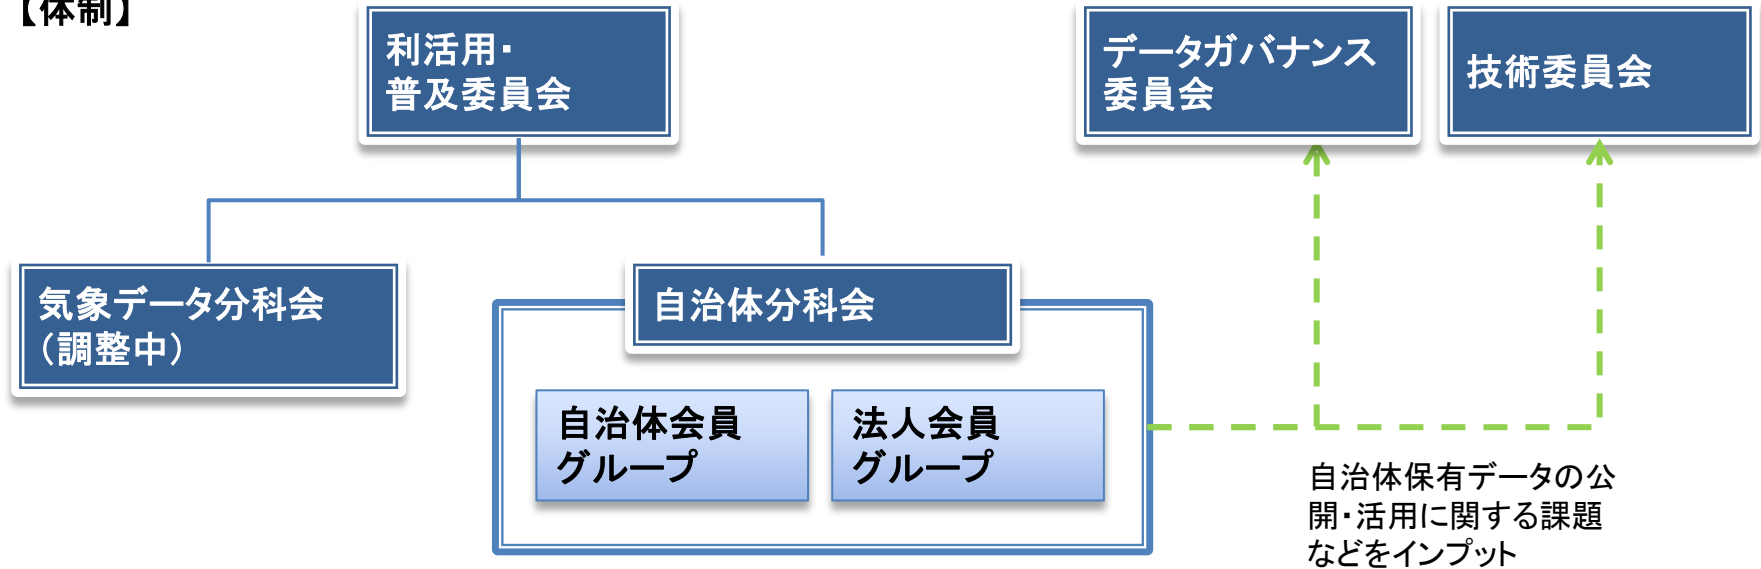 【体制】
利活用・
普及委員会
データガバナンス
委員会
技術委員会
気象データ分科会
（調整中）
自治体分科会
自治体会員
グループ
法人会員
グループ
自治体保有データの公
開・活用に関する課題
などをインプット